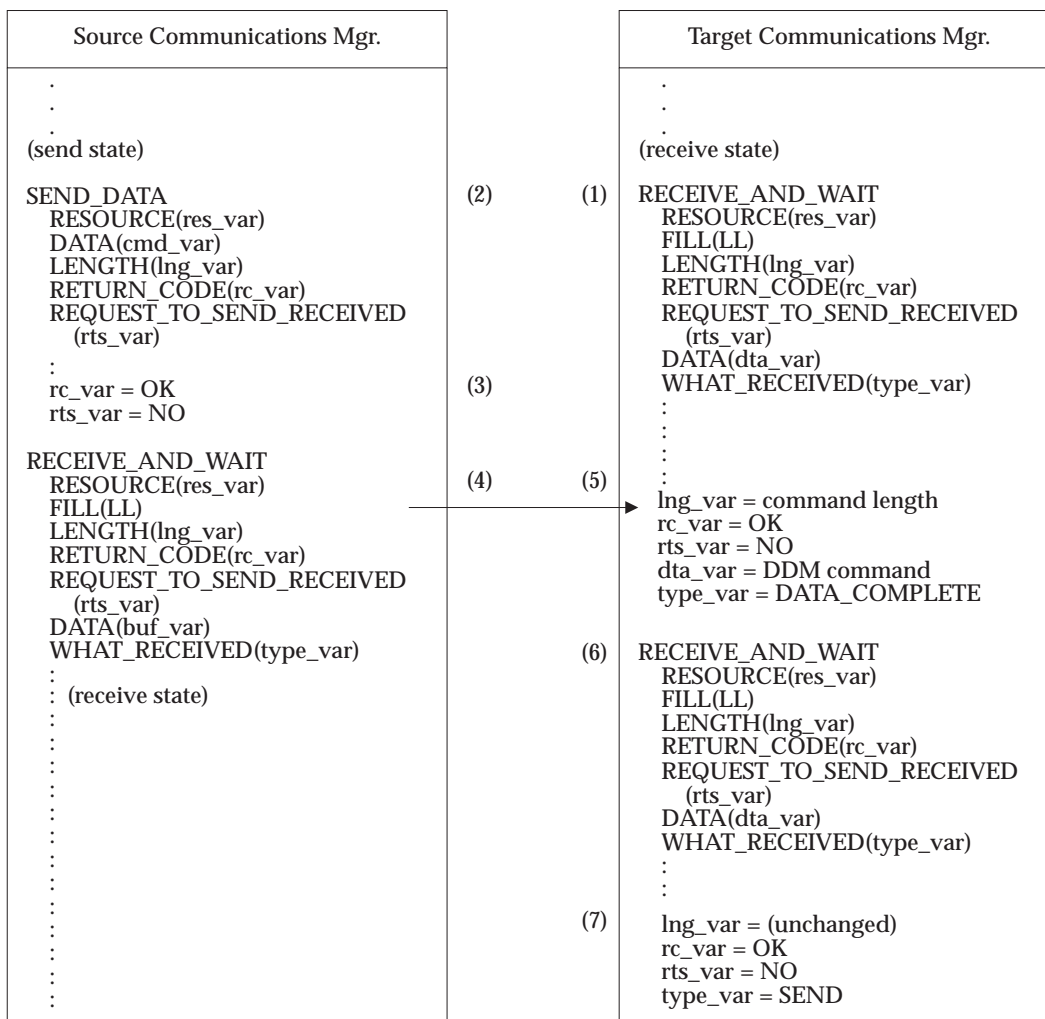 Source Communications Mgr.
.
.
.
(send state)
SEND_DATA
RESOURCE(res_var)
DATA(cmd_var)
LENGTH(lng_var)
RETURN_CODE(rc_var)
REQUEST_TO_SEND_RECEIVED
(rts_var)
:
rc_var = OK
rts_var = NO
RECEIVE_AND_WAIT
RESOURCE(res_var)
FILL(LL)
LENGTH(lng_var)
RETURN_CODE(rc_var)
REQUEST_TO_SEND_RECEIVED
(rts_var)
DATA(buf_var)
WHAT_RECEIVED(type_var)
:
: (receive state)
:
:
:
:
:
:
:
:
:
:
:
:
:
:
(2)
(3)
(4)
(1)
(5)
(6)
(7)
Target Communications Mgr.
.
.
.
(receive state)
RECEIVE_AND_WAIT
RESOURCE(res_var)
FILL(LL)
LENGTH(lng_var)
RETURN_CODE(rc_var)
REQUEST_TO_SEND_RECEIVED
(rts_var)
DATA(dta_var)
WHAT_RECEIVED(type_var)
:
:
:
:
:
lng_var = command length
rc_var = OK
rts_var = NO
dta_var = DDM command
type_var = DATA_COMPLETE
RECEIVE_AND_WAIT
RESOURCE(res_var)
FILL(LL)
LENGTH(lng_var)
RETURN_CODE(rc_var)
REQUEST_TO_SEND_RECEIVED
(rts_var)
DATA(dta_var)
WHAT_RECEIVED(type_var)
:
:
lng_var = (unchanged)
rc_var = OK
rts_var = NO
type_var = SEND